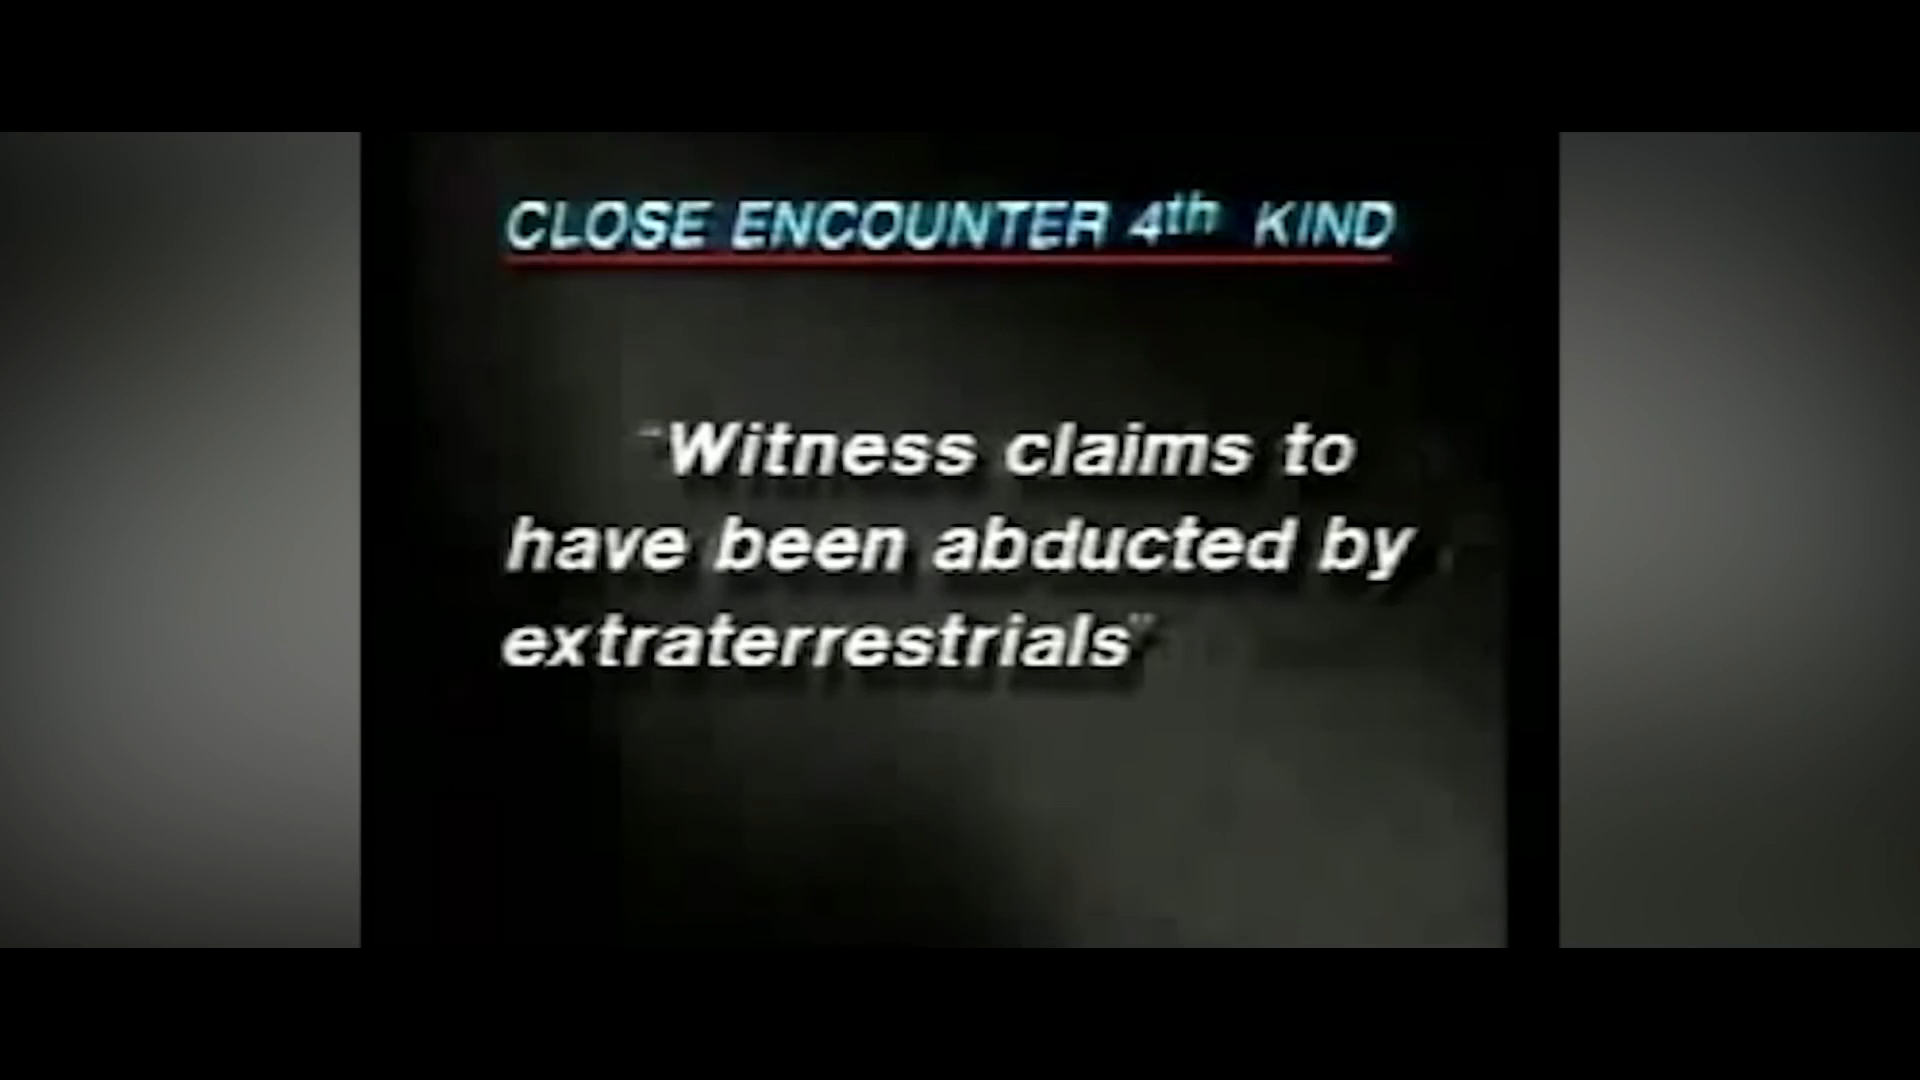 CLOSE ENCOUNTER 4th KIND
"Witness claims to
have been abducted by
extraterrestrials"